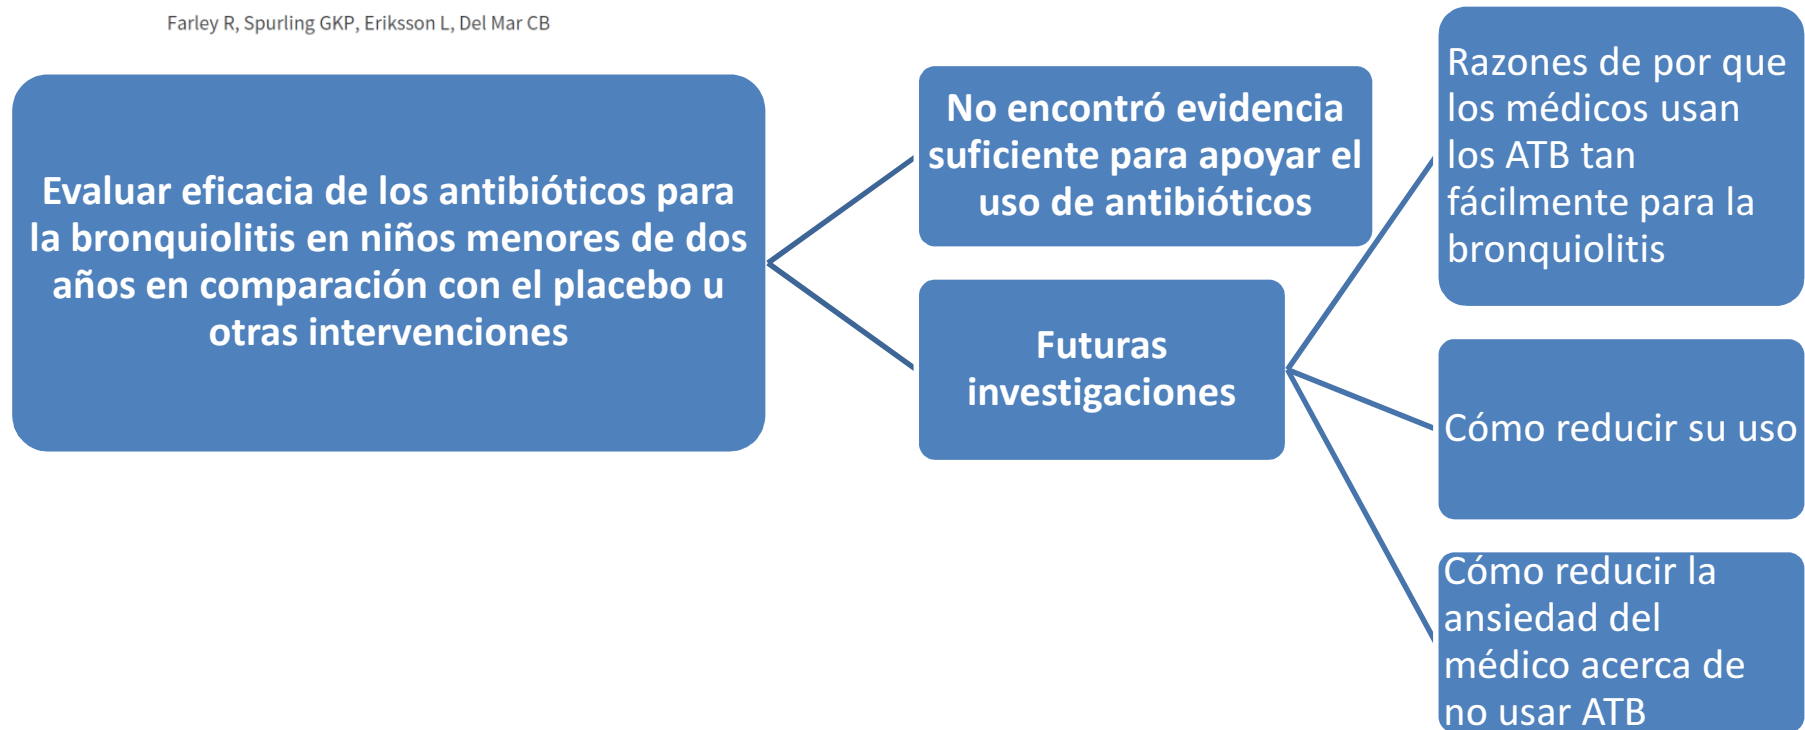 Farley R, Spurling GKP, Eriksson L, Del Mar CB
Evaluar eficacia de los antibióticos para
la bronquiolitis en niños menores de dos
años en comparación con el placebo u
otras intervenciones
No encontró evidencia
suficiente para apoyar el
uso de antibióticos
Futuras
investigaciones
Razones de por que
los médicos usan
los ATB tan
fácilmente para la
bronquiolitis
Cómo reducir su uso
Cómo reducir la
ansiedad del
médico acerca de
no usar ATB